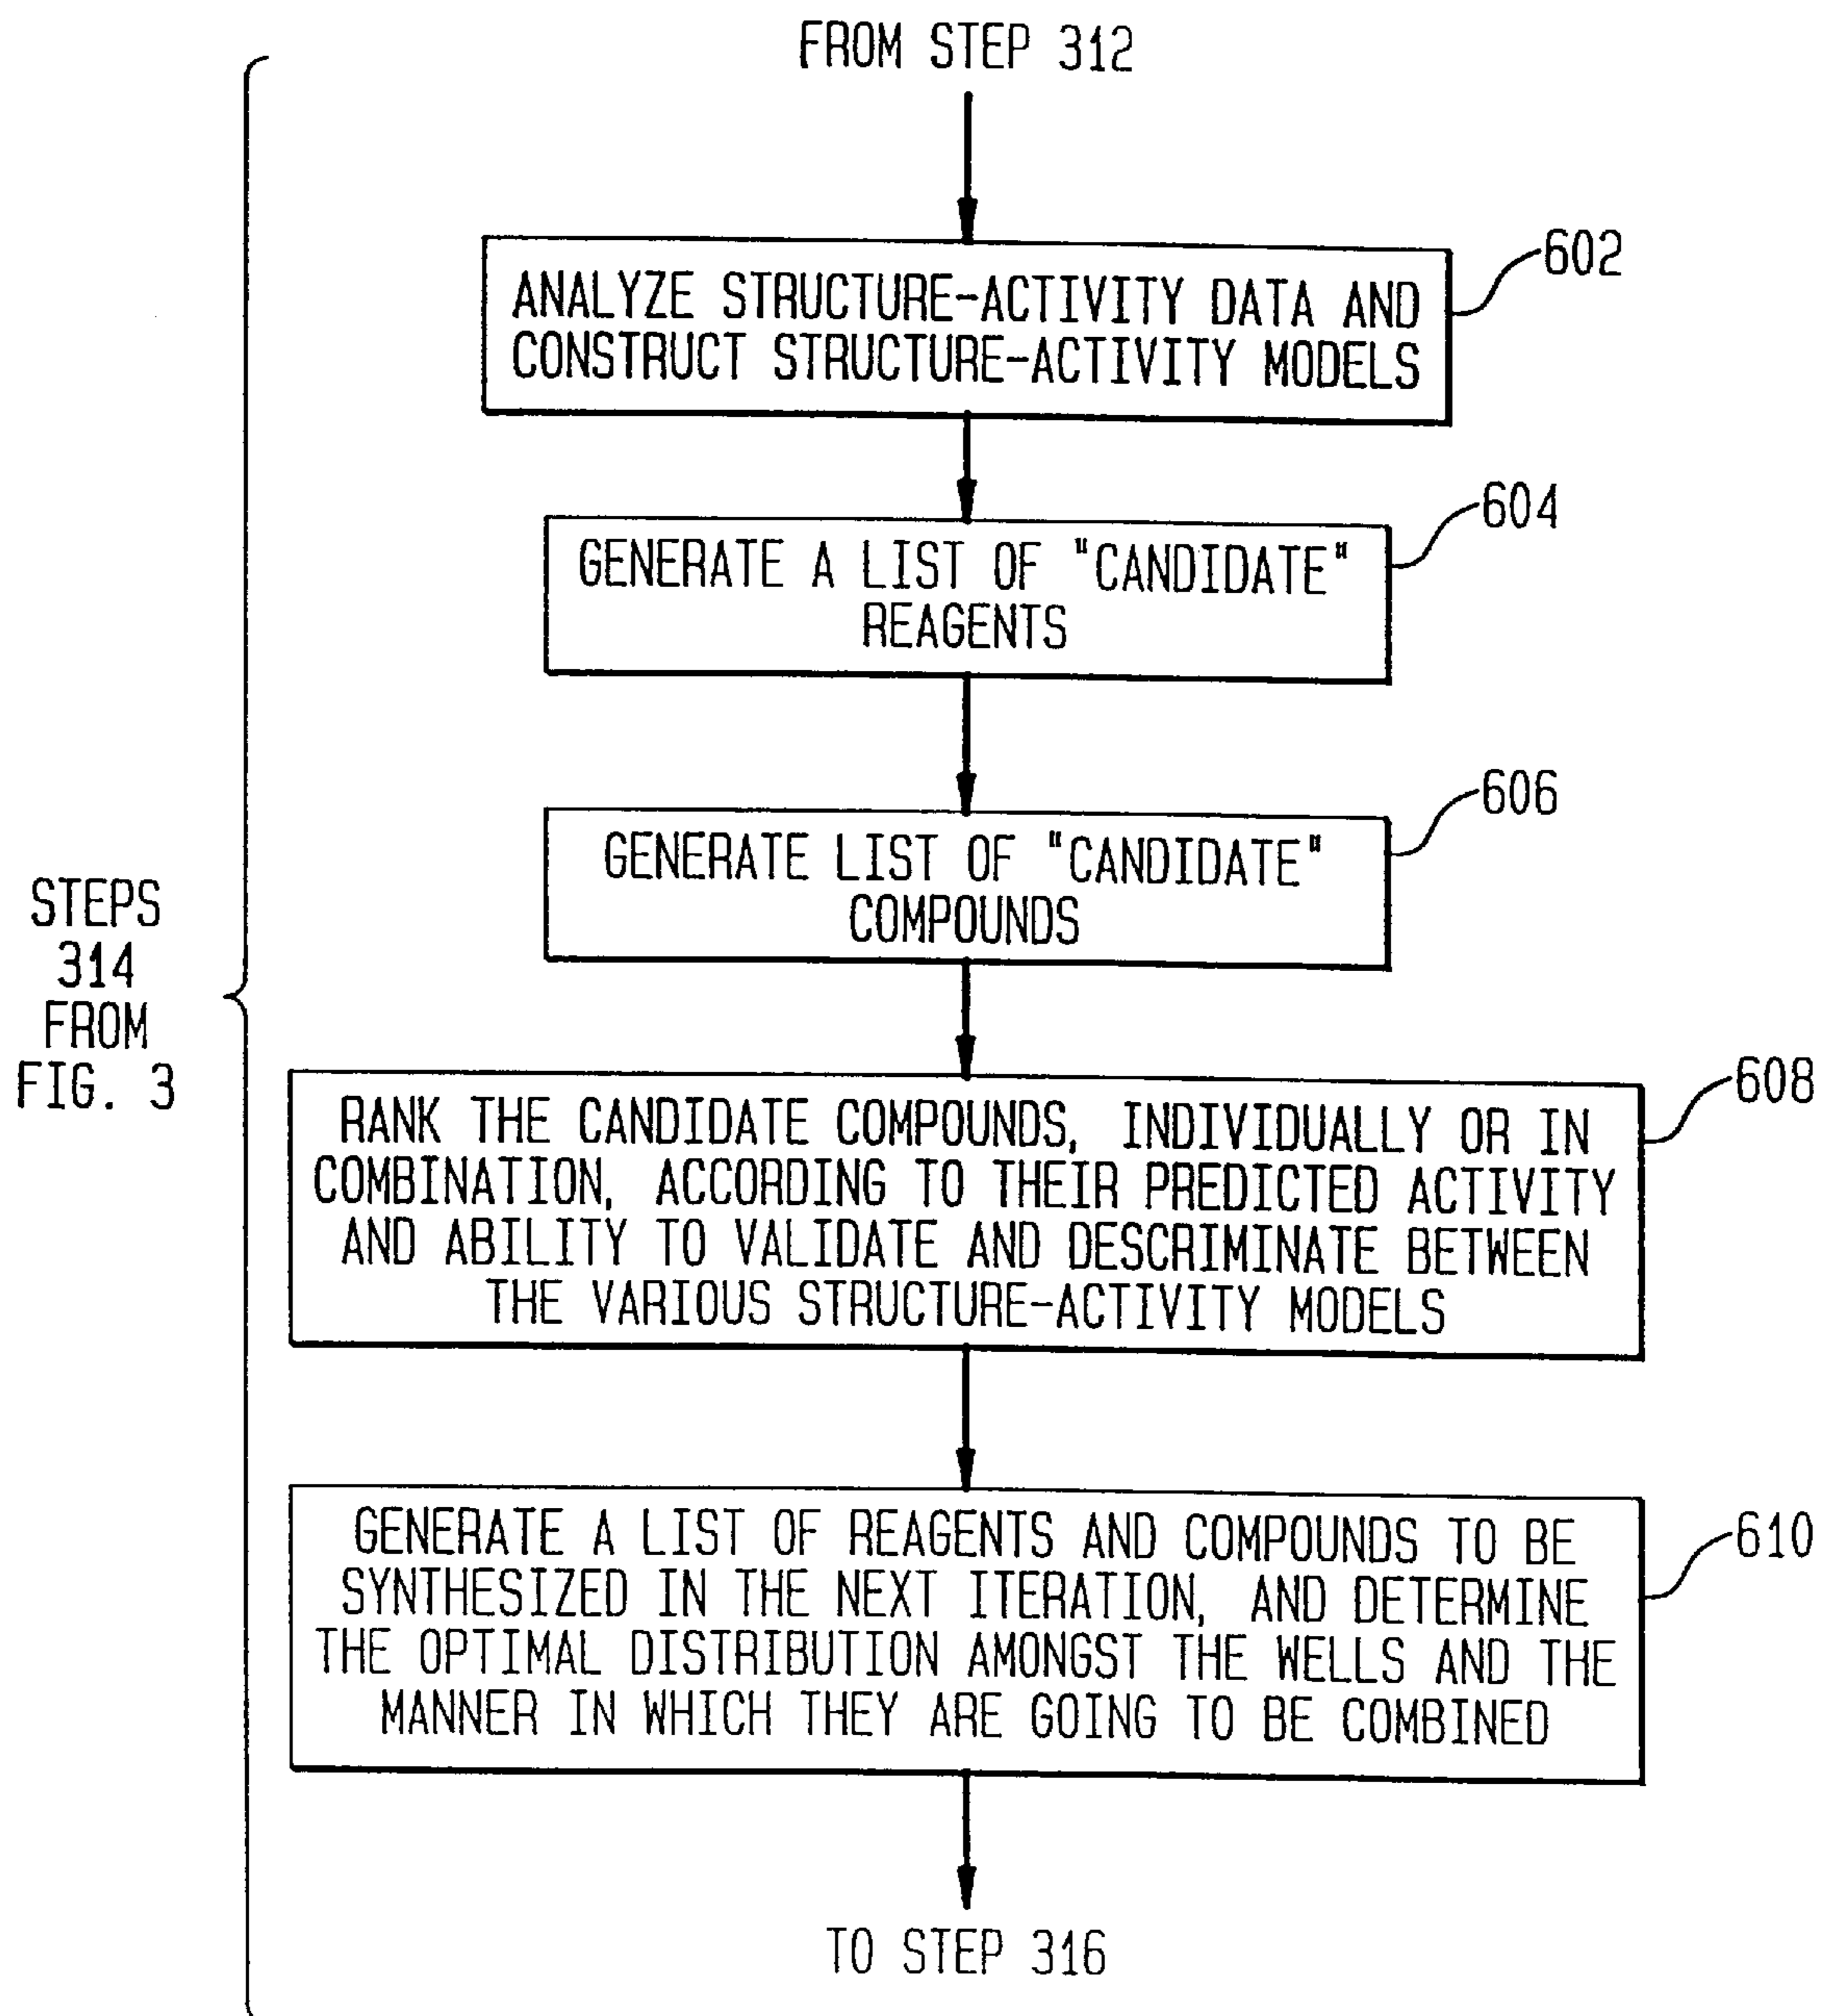 FROM STEP 312
602
ANALYZE STRUCTURE-ACTIVITY DATA AND
CONSTRUCT STRUCTURE-ACTIVITY MODELS
604
GENERATE A LIST OF "CANDIDATE"
REAGENTS
606
GENERATE LIST OF "CANDIDATE"
COMPOUNDS
STEPS
314
FROM
FIG. 3
608
RANK THE CANDIDATE COMPOUNDS, INDIVIDUALLY OR IN
COMBINATION, ACCORDING TO THEIR PREDICTED ACTIVITY
AND ABILITY TO VALIDATE AND DESCRIMINATE BETWEEN
THE VARIOUS STRUCTURE-ACTIVITY MODELS
610
GENERATE A LIST OF REAGENTS AND COMPOUNDS TO BE
SYNTHESIZED IN THE NEXT ITERATION, AND DETERMINE
THE OPTIMAL DISTRIBUTION AMONGST THE WELLS AND THE
MANNER IN WHICH THEY ARE GOING TO BE COMBINED
TO STEP 316